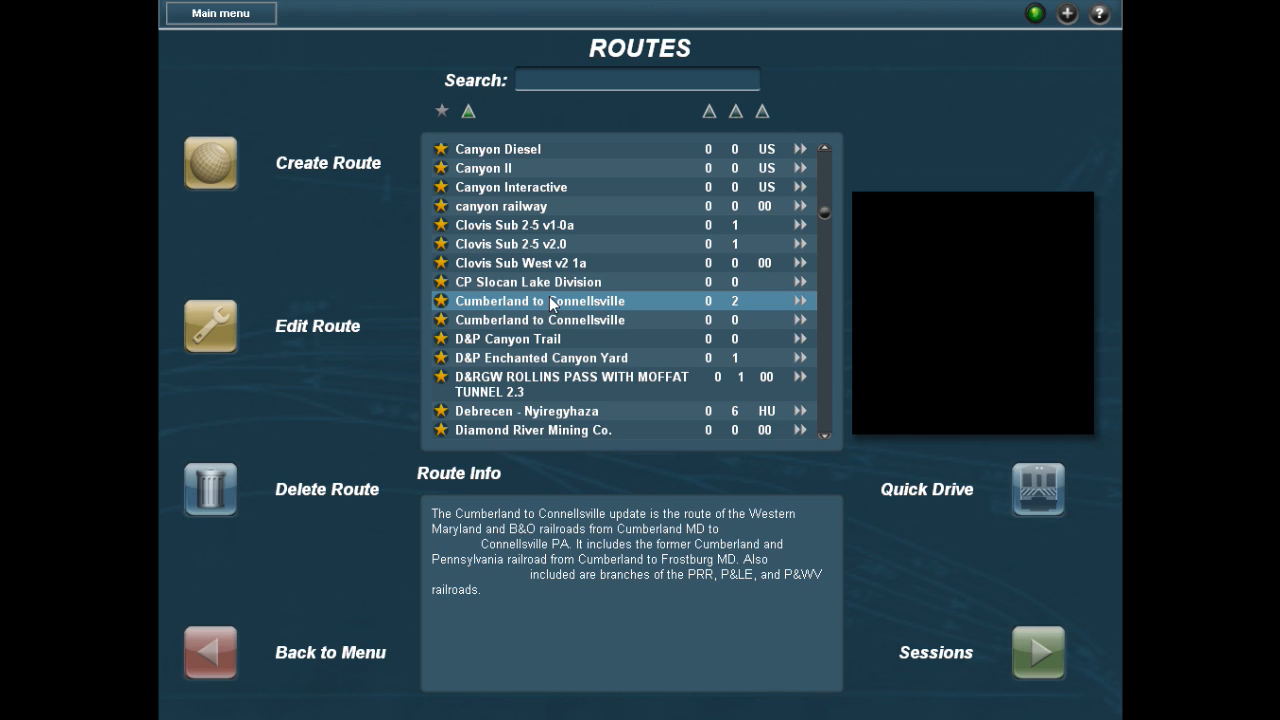 Main menu
?
ROUTES
Search:
Canyon Diesel 0 0 US
Canyon II 0 0 US
Canyon Interactive 0 0 US
canyon railway 0 0 00
Clovis Sub 2-5 v1-0a 0 1
Clovis Sub 2-5 v2.0 0 1
Clovis Sub West v2 1a 0 0 00
CP Slocan Lake Division 0 0
Cumberland to Connellsville 0 2
Cumberland to Connellsville 0 0
D&P Canyon Trail 0 0
D&P Enchanted Canyon Yard 0 1
D&RGW ROLLINS PASS WITH MOFFAT 0 1 00
TUNNEL 2.3
Debrecen - Nyiregyhaza 0 6 HU
Diamond River Mining Co. 0 0 00
Create Route
Edit Route
Delete Route
Back to Menu
Route Info
The Cumberland to Connellsville update is the route of the Western
Maryland and B&O railroads from Cumberland MD to
Connellsville PA. It includes the former Cumberland and
Pennsylvania railroad from Cumberland to Frostburg MD. Also
included are branches of the PRR, P&LE, and P&WV
railroads.
Quick Drive
Sessions